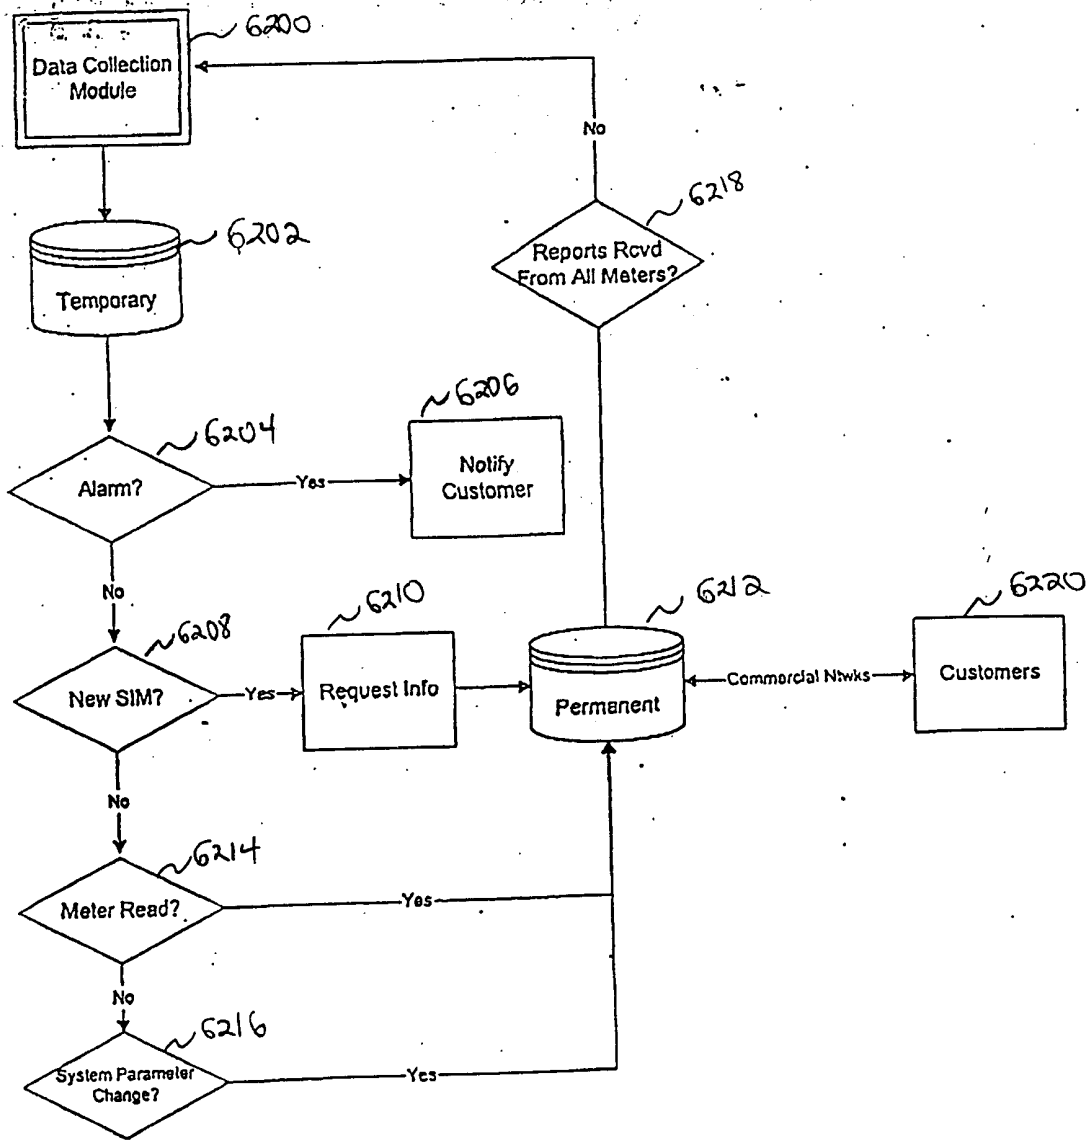 6200
Data Collection
Module
No
6218
6202
Reports Rcvd
From All Meters?
Temporary
6206
6204
Notify
Customer
Alarm?
Yes
No
6210
6212
6220
6208
New SIM?
Yes
Request Info
Permanent
Commercial Ntwks
Customers
No
6214
Meter Read?
Yes
No
6216
System Parameter
Change?
Yes